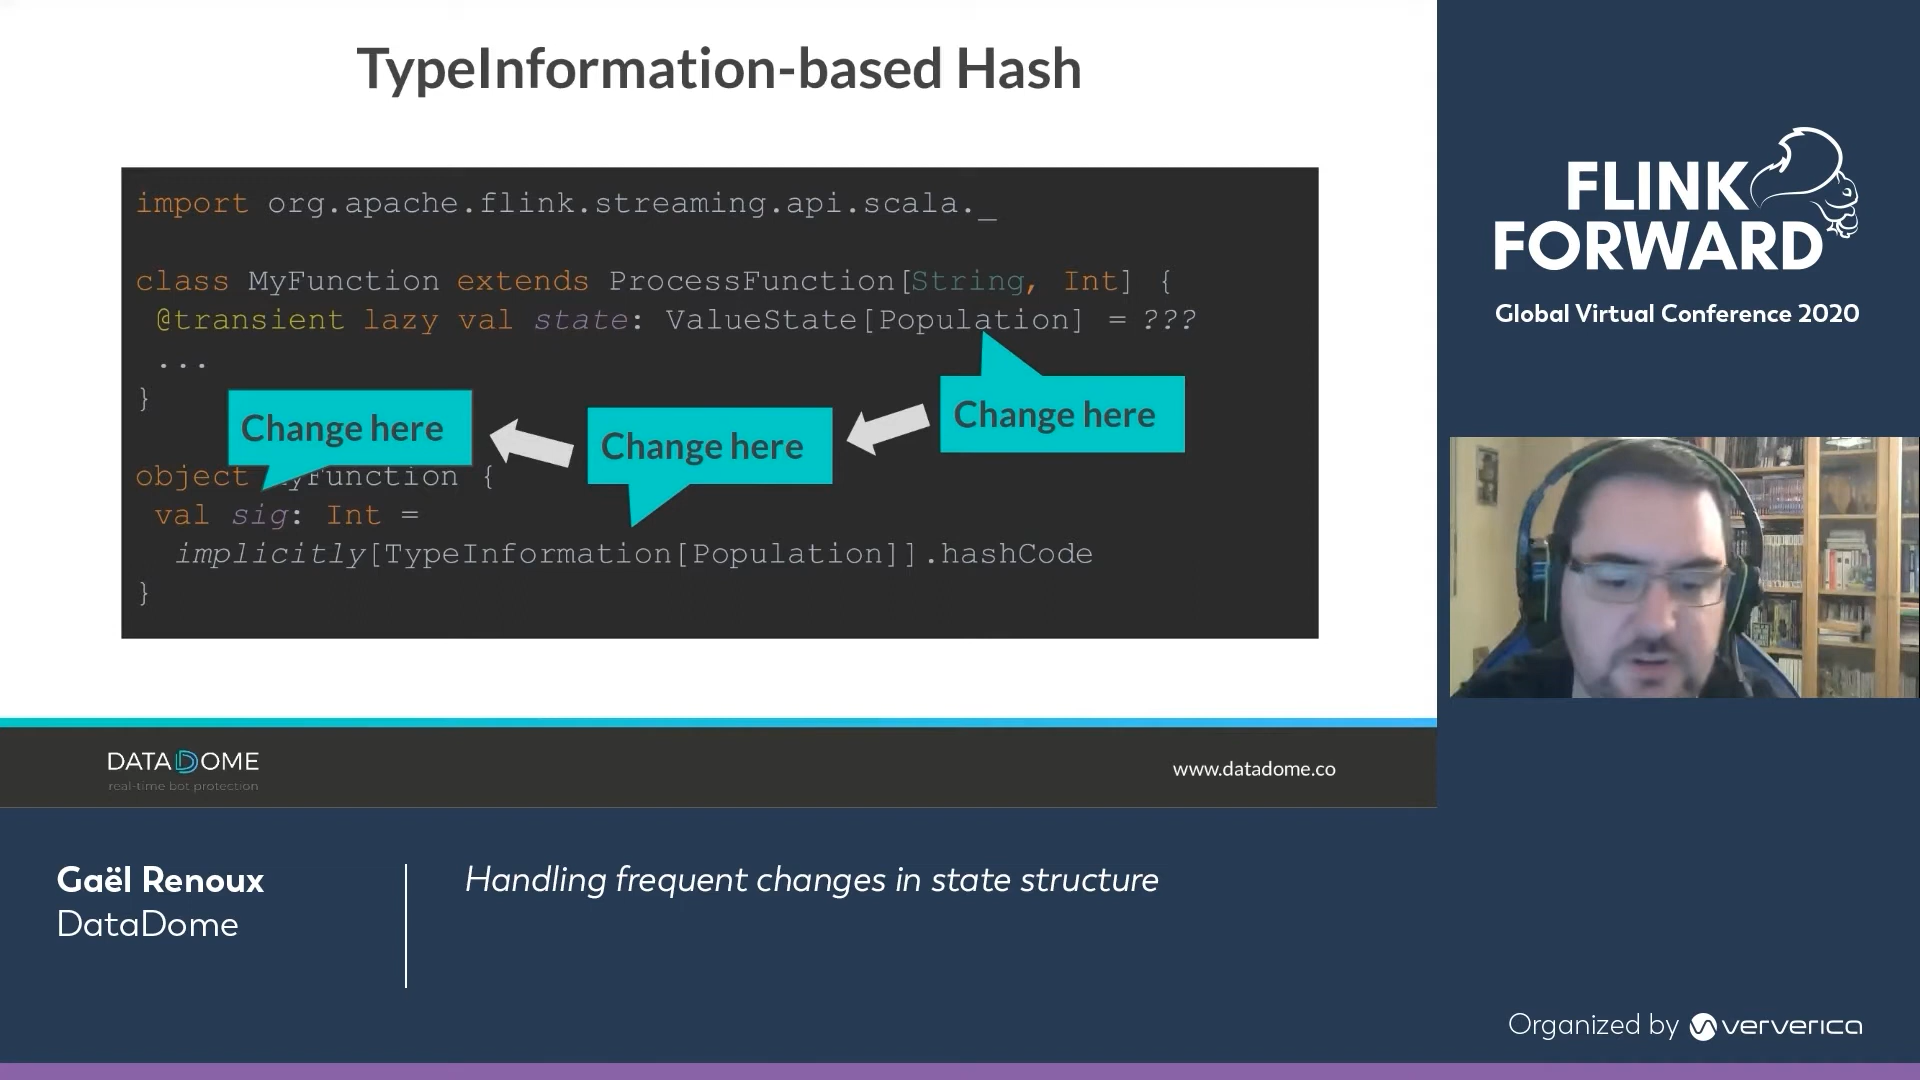 TypeInformation-based Hash
import org.apache.flink.streaming.api.scala._
class MyFunction extends ProcessFunction[String, Int] {
@transient lazy val state: ValueState[Population] = ???
...
}
Change here
Change here
Change here
object MyFunction {
val sig: Int =
implicitly[TypeInformation[Population]].hashCode
}
DATADOME
real-time bot protection
www.datadome.co
FLINK
FORWARD
Global Virtual Conference 2020
Gaël Renoux
DataDome
Handling frequent changes in state structure
Organized by ververica